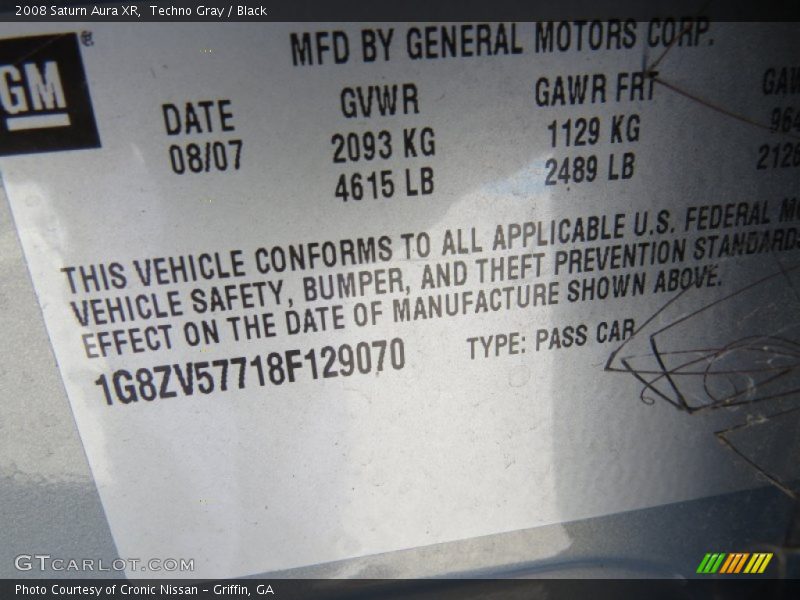 2008 Saturn Aura XR, Techno Gray / Black
MFD BY GENERAL MOTORS CORP.
GM ®
DATE GVWR GAWR FRT
08/07 2093 KG 1129 KG 964
4615 LB 2489 LB 2126
THIS VEHICLE CONFORMS TO ALL APPLICABLE U.S. FEDERAL
VEHICLE SAFETY, BUMPER, AND THEFT PREVENTION STANDARDS
EFFECT ON THE DATE OF MANUFACTURE SHOWN ABOVE.
1G8ZV57718F129070 TYPE: PASS CAR
GTCARLOT.COM
Photo Courtesy of Cronic Nissan - Griffin, GA